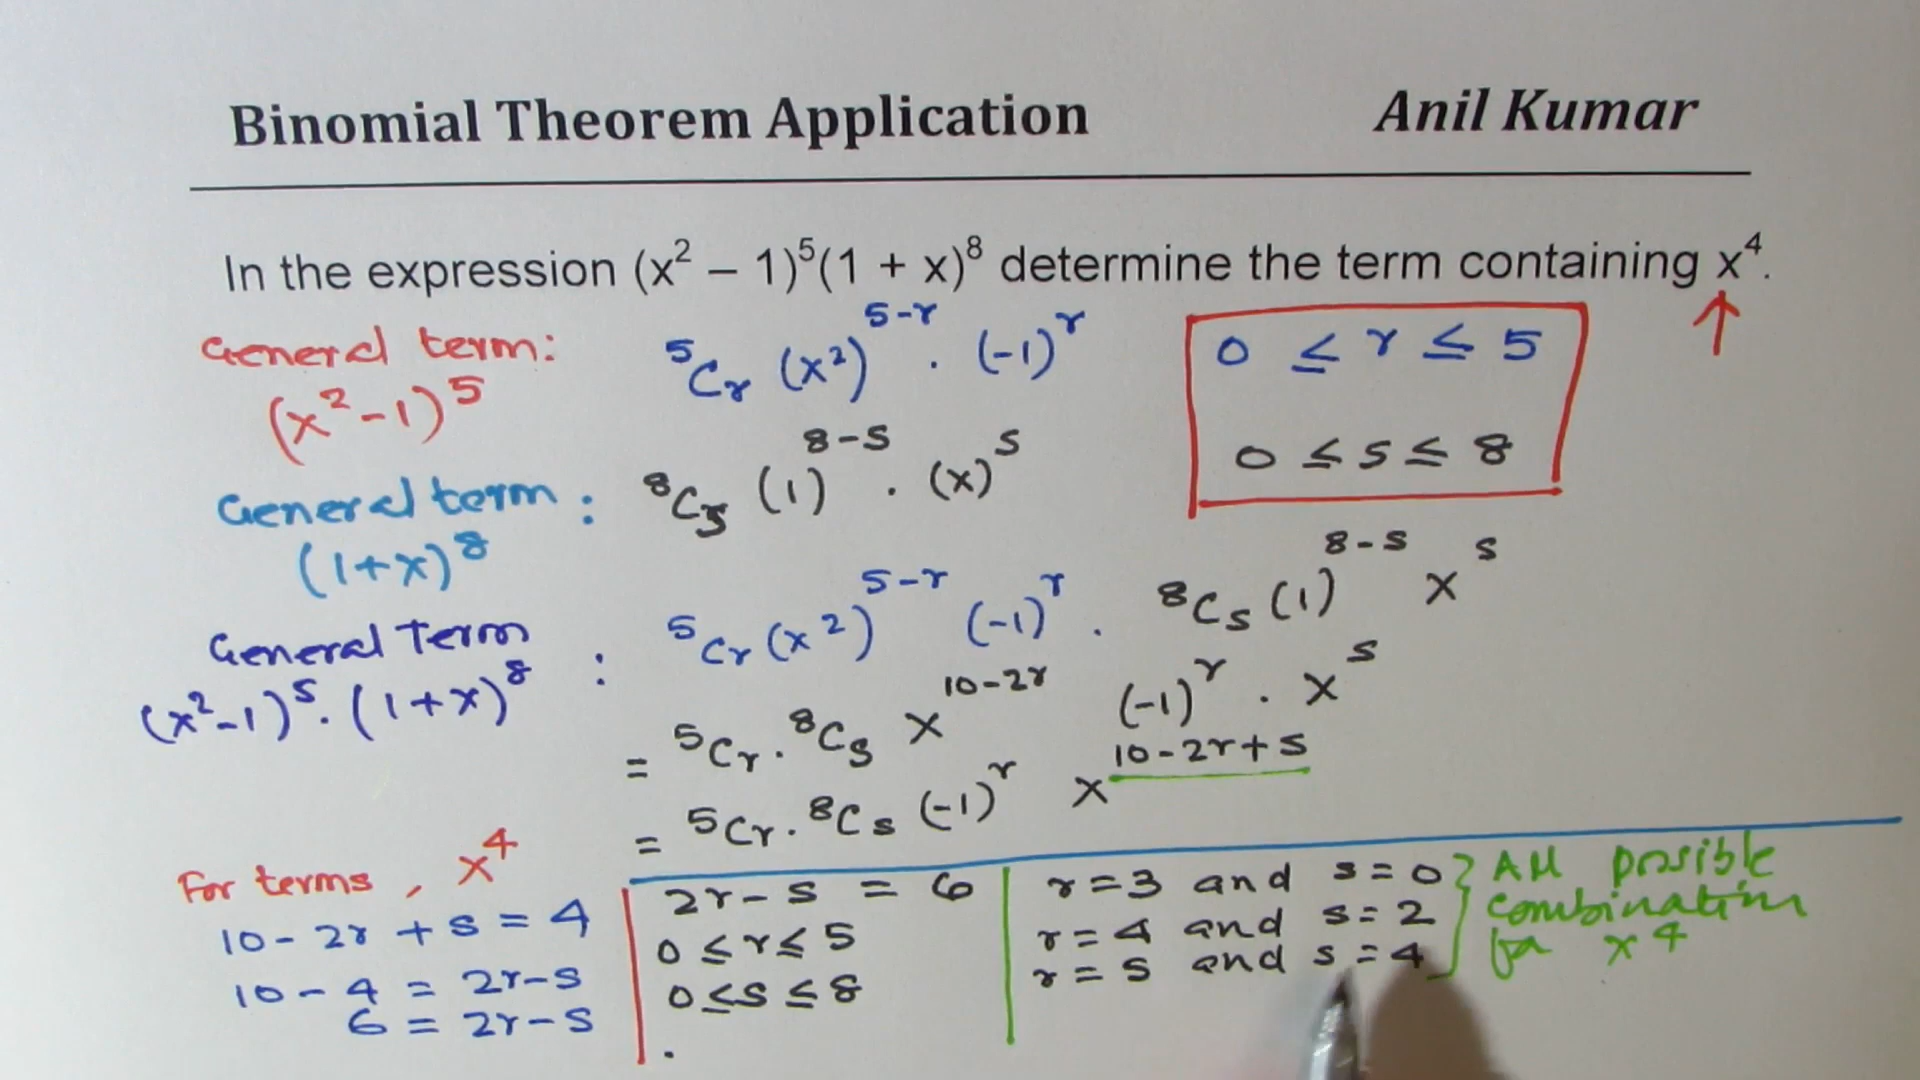 Binomial Theorem Application Anil Kumar
In the expression (x² – 1)⁵(1 + x)⁸ determine the term containing x⁴.
General term: ⁵Cᵣ (x²)⁵⁻ʳ · (-1)ʳ 0 ≤ r ≤ 5
(x²-1)⁵
General term : ⁸Cₛ (1)⁸⁻ˢ · (x)ˢ 0 ≤ s ≤ 8
(1+x)⁸
General Term : ⁵Cᵣ (x²)⁵⁻ʳ (-1)ʳ · ⁸Cₛ (1)⁸⁻ˢ xˢ
(x²-1)⁵ · (1+x)⁸
= ⁵Cᵣ · ⁸Cₛ x¹⁰⁻²ʳ (-1)ʳ · xˢ
= ⁵Cᵣ · ⁸Cₛ (-1)ʳ x¹⁰⁻²ʳ⁺ˢ
For terms, x⁴
10 - 2r + s = 4
10 - 4 = 2r - s
6 = 2r - s
2r - s = 6
0 ≤ r ≤ 5
0 ≤ s ≤ 8
r = 3 and s = 0
r = 4 and s = 2
r = 5 and s = 4
All possible
combination
for x⁴